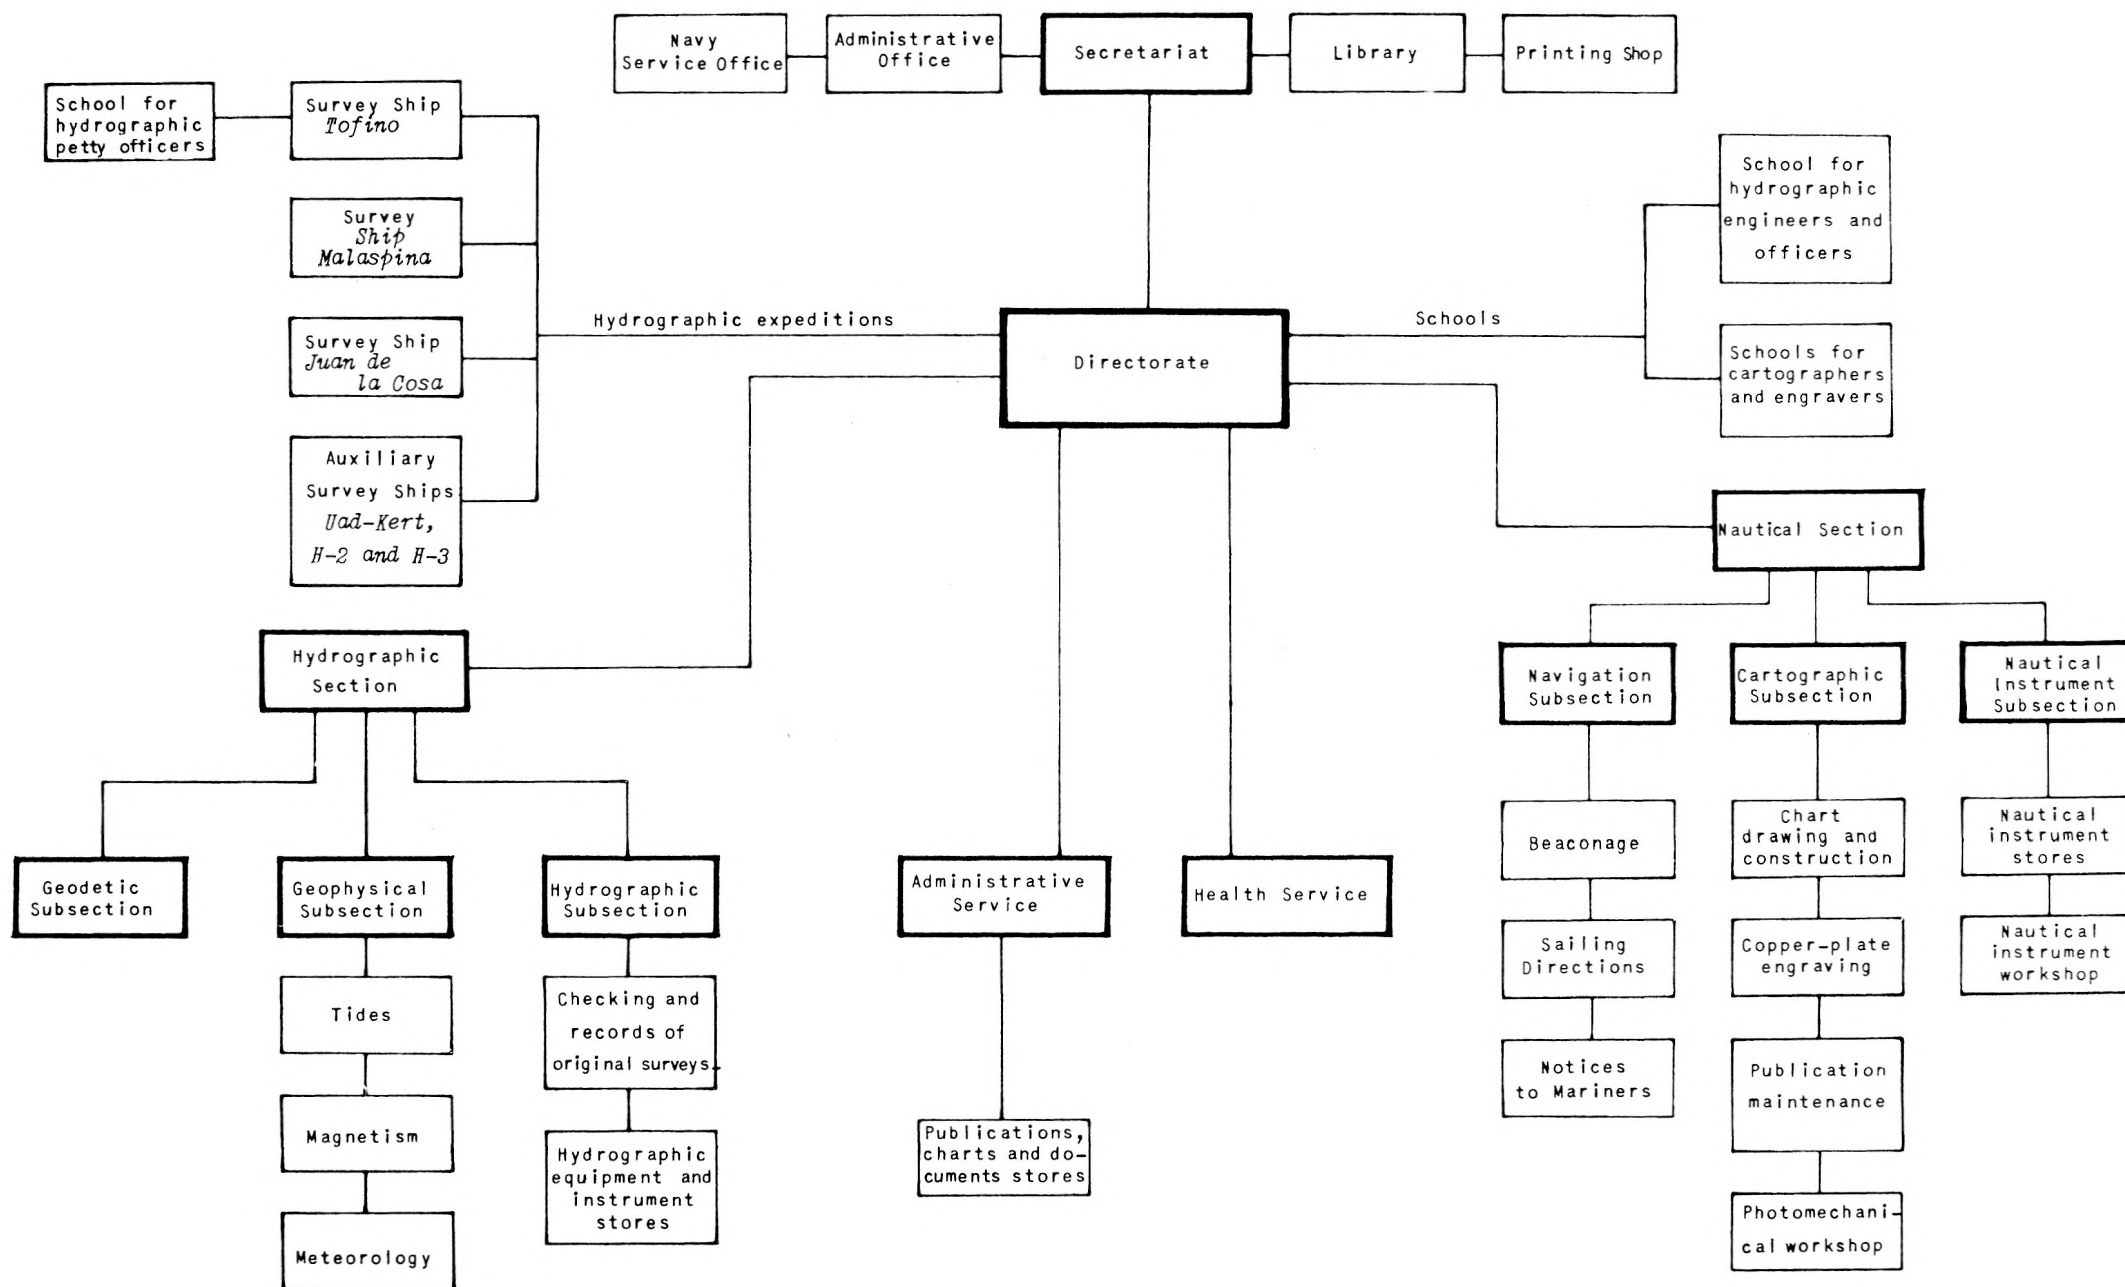 Navy
Service Office
Administrative
Office
Secretariat
Library
Printing Shop
School for
hydrographic
petty officers
Survey Ship
Tofino
Survey
Ship
Malaspina
Survey Ship
Juan de
la Cosa
Auxiliary
Survey Ships
Uad-Kert,
H-2 and H-3
Hydrographic expeditions
Directorate
Schools
School for
hydrographic
engineers and
officers
Schools for
cartographers
and engravers
Hydrographic
Section
Geodetic
Subsection
Geophysical
Subsection
Tides
Magnetism
Meteorology
Hydrographic
Subsection
Checking and
records of
original surveys
Hydrographic
equipment and
instrument
stores
Administrative
Service
Publications,
charts and do-
cuments stores
Health Service
Nautical Section
Navigation
Subsection
Beaconage
Sailing
Directions
Notices
to Mariners
Cartographic
Subsection
Chart
drawing and
construction
Copper-plate
engraving
Publication
maintenance
Photomechani-
cal workshop
Nautical
Instrument
Subsection
Nautical
instrument
stores
Nautical
instrument
workshop